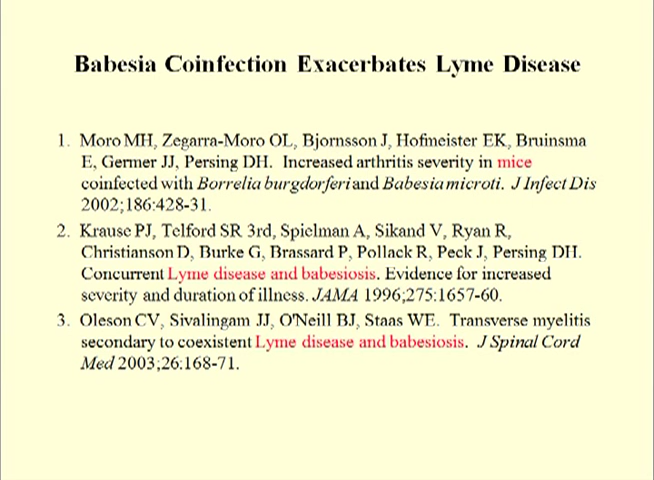 Babesia Coinfection Exacerbates Lyme Disease
1. Moro MH, Zegarra-Moro OL, Bjornsson J, Hofmeister EK, Bruinsma
E, Germer JJ, Persing DH. Increased arthritis severity in mice
coinfected with Borrelia burgdorferi and Babesia microti. J Infect Dis
2002;186:428-31.
2. Krause PJ, Telford SR 3rd, Spielman A, Sikand V, Ryan R,
Christianson D, Burke G, Brassard P, Pollack R, Peck J, Persing DH.
Concurrent Lyme disease and babesiosis. Evidence for increased
severity and duration of illness. JAMA 1996;275:1657-60.
3. Oleson CV, Sivalingam JJ, O'Neill BJ, Staas WE. Transverse myelitis
secondary to coexistent Lyme disease and babesiosis. J Spinal Cord
Med 2003;26:168-71.